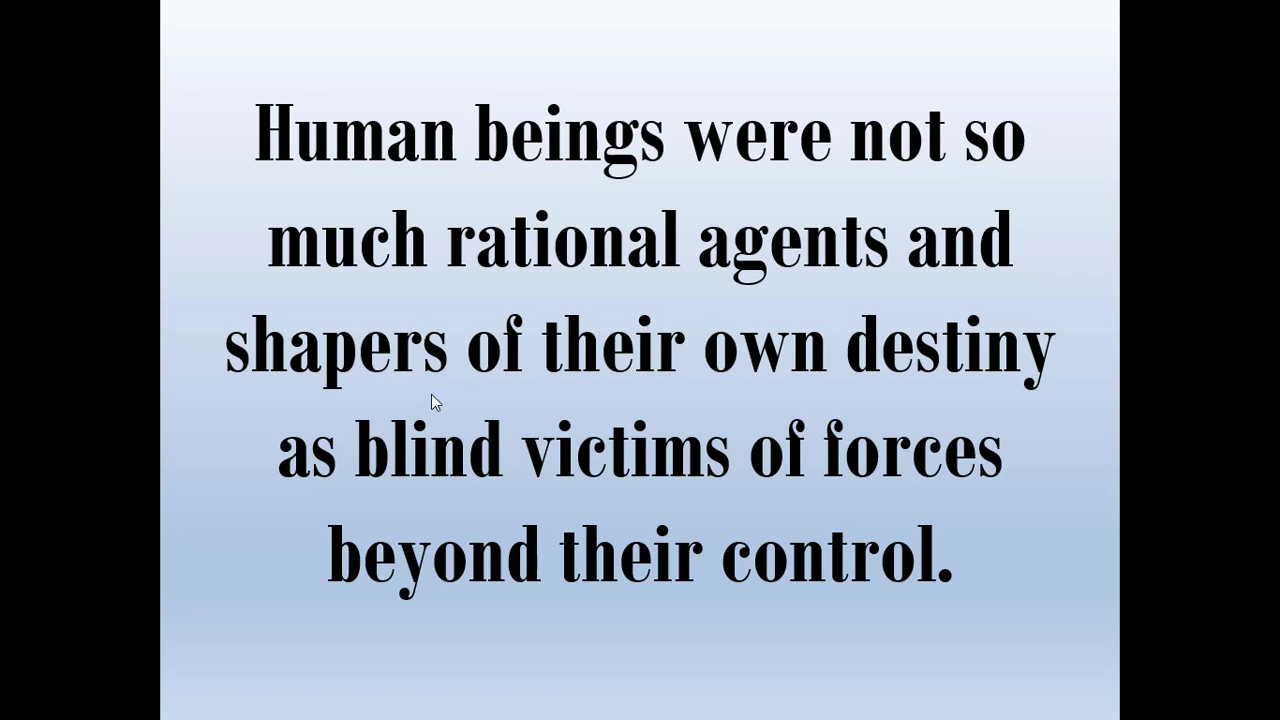 Human beings were not so
much rational agents and
shapers of their own destiny
as blind victims of forces
beyond their control.